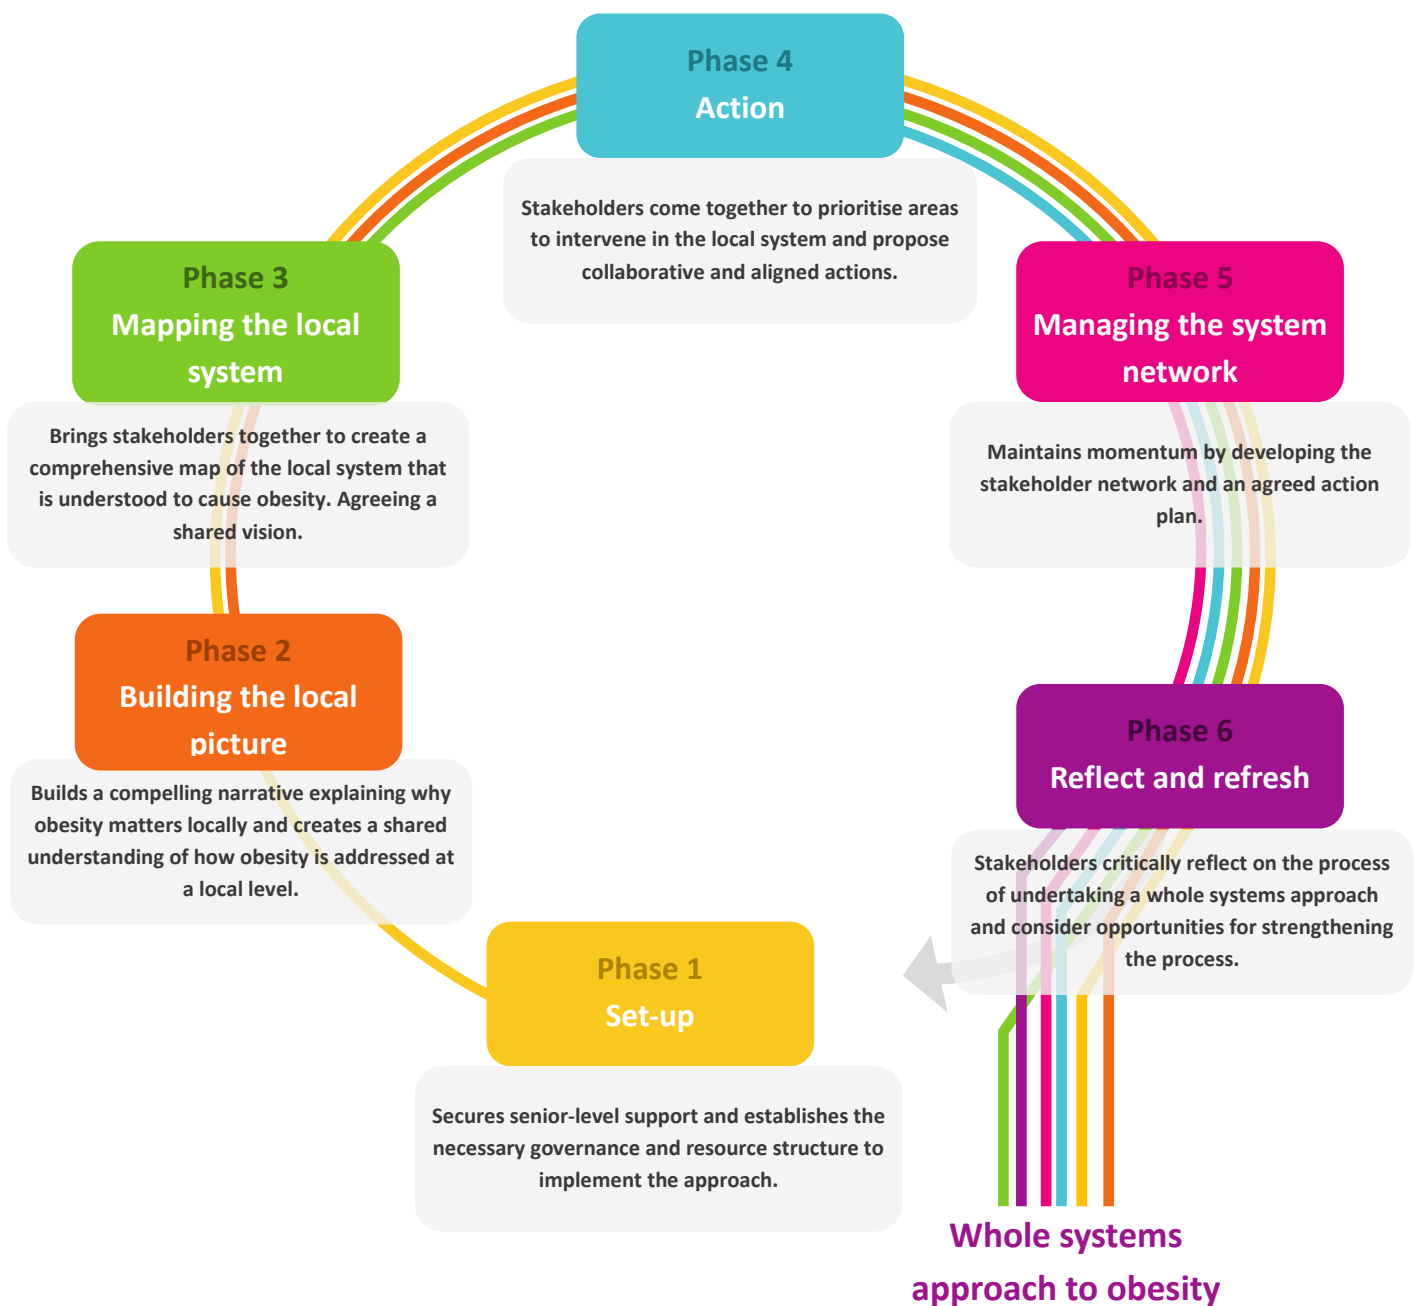 Phase 4
Action
Stakeholders come together to prioritise areas
to intervene in the local system and propose
collaborative and aligned actions.
Phase 3
Mapping the local
system
Brings stakeholders together to create a
comprehensive map of the local system that
is understood to cause obesity. Agreeing a
shared vision.
Phase 5
Managing the system
network
Maintains momentum by developing the
stakeholder network and an agreed action
plan.
Phase 2
Building the local
picture
Builds a compelling narrative explaining why
obesity matters locally and creates a shared
understanding of how obesity is addressed at
a local level.
Phase 6
Reflect and refresh
Stakeholders critically reflect on the process
of undertaking a whole systems approach
and consider opportunities for strengthening
the process.
Phase 1
Set-up
Secures senior-level support and establishes the
necessary governance and resource structure to
implement the approach.
Whole systems
approach to obesity